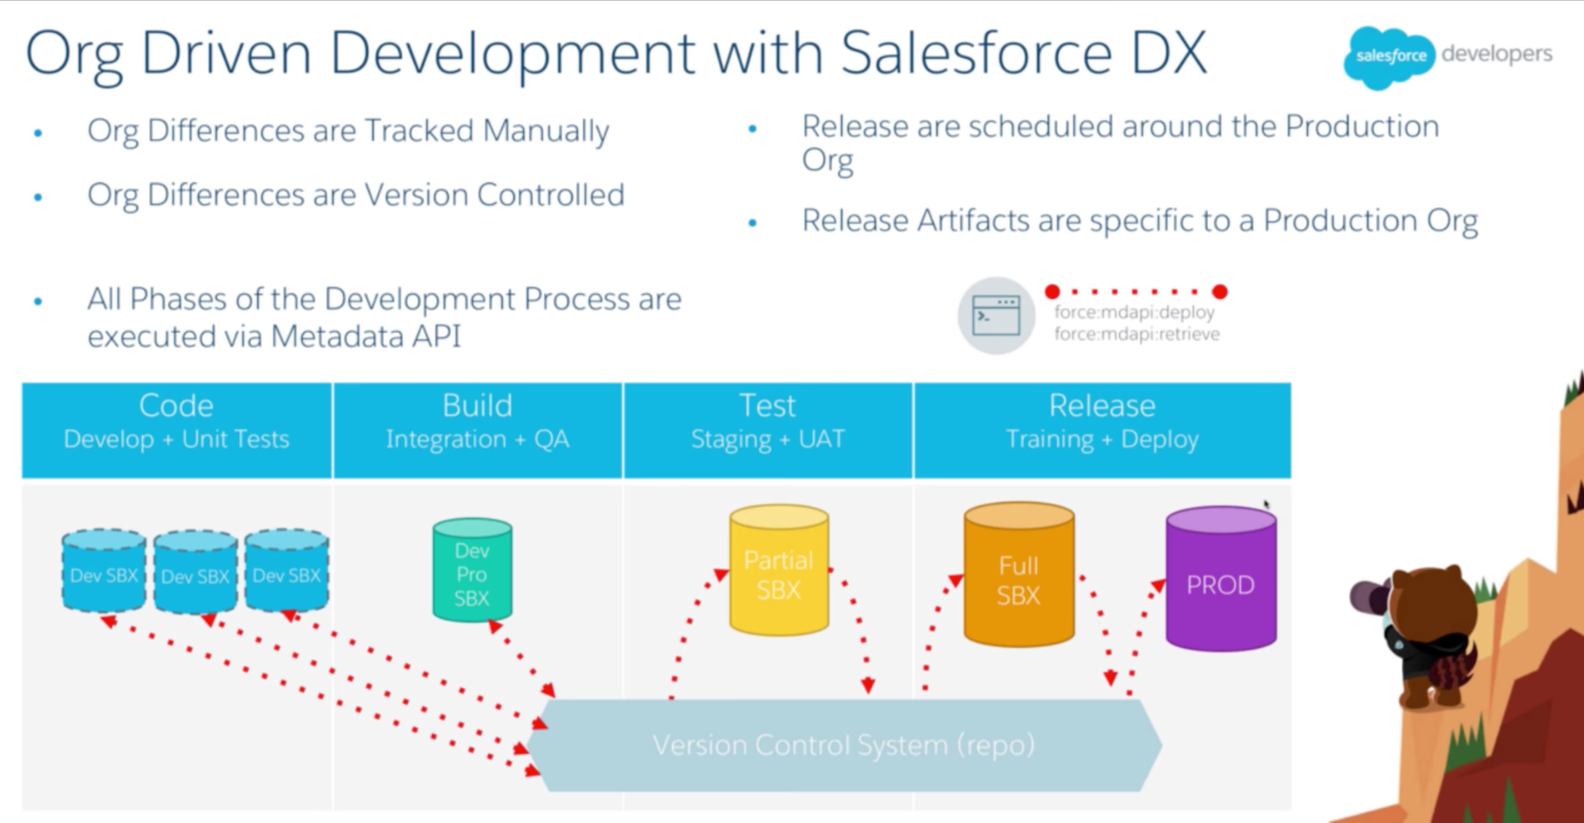 Org Driven Development with Salesforce DX
salesforce developers
Org Differences are Tracked Manually
Org Differences are Version Controlled
All Phases of the Development Process are
executed via Metadata API
Release are scheduled around the Production
Org
Release Artifacts are specific to a Production Org
force:mdapi:deploy
force:mdapi:retrieve
Code
Develop + Unit Tests
Build
Integration + QA
Test
Staging + UAT
Release
Training + Deploy
Dev SBX
Dev SBX
Dev SBX
Dev
Pro
SBX
Partial
SBX
Full
SBX
PROD
Version Control System (repo)